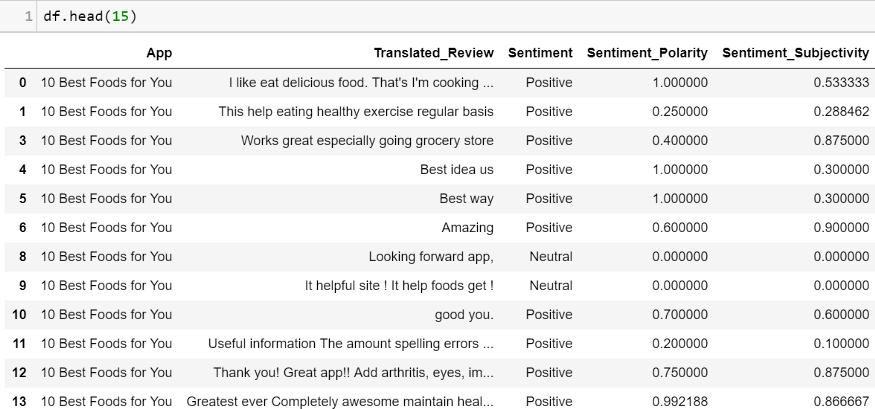 1 df.head(15)
App Translated_Review Sentiment Sentiment_Polarity Sentiment_Subjectivity
0 10 Best Foods for You I like eat delicious food. That's I'm cooking ... Positive 1.000000 0.533333
1 10 Best Foods for You This help eating healthy exercise regular basis Positive 0.250000 0.288462
3 10 Best Foods for You Works great especially going grocery store Positive 0.400000 0.875000
4 10 Best Foods for You Best idea us Positive 1.000000 0.300000
5 10 Best Foods for You Best way Positive 1.000000 0.300000
6 10 Best Foods for You Amazing Positive 0.600000 0.900000
8 10 Best Foods for You Looking forward app, Neutral 0.000000 0.000000
9 10 Best Foods for You It helpful site ! It help foods get ! Neutral 0.000000 0.000000
10 10 Best Foods for You good you. Positive 0.700000 0.600000
11 10 Best Foods for You Useful information The amount spelling errors ... Positive 0.200000 0.100000
12 10 Best Foods for You Thank you! Great app!! Add arthritis, eyes, im... Positive 0.750000 0.875000
13 10 Best Foods for You Greatest ever Completely awesome maintain heal... Positive 0.992188 0.866667